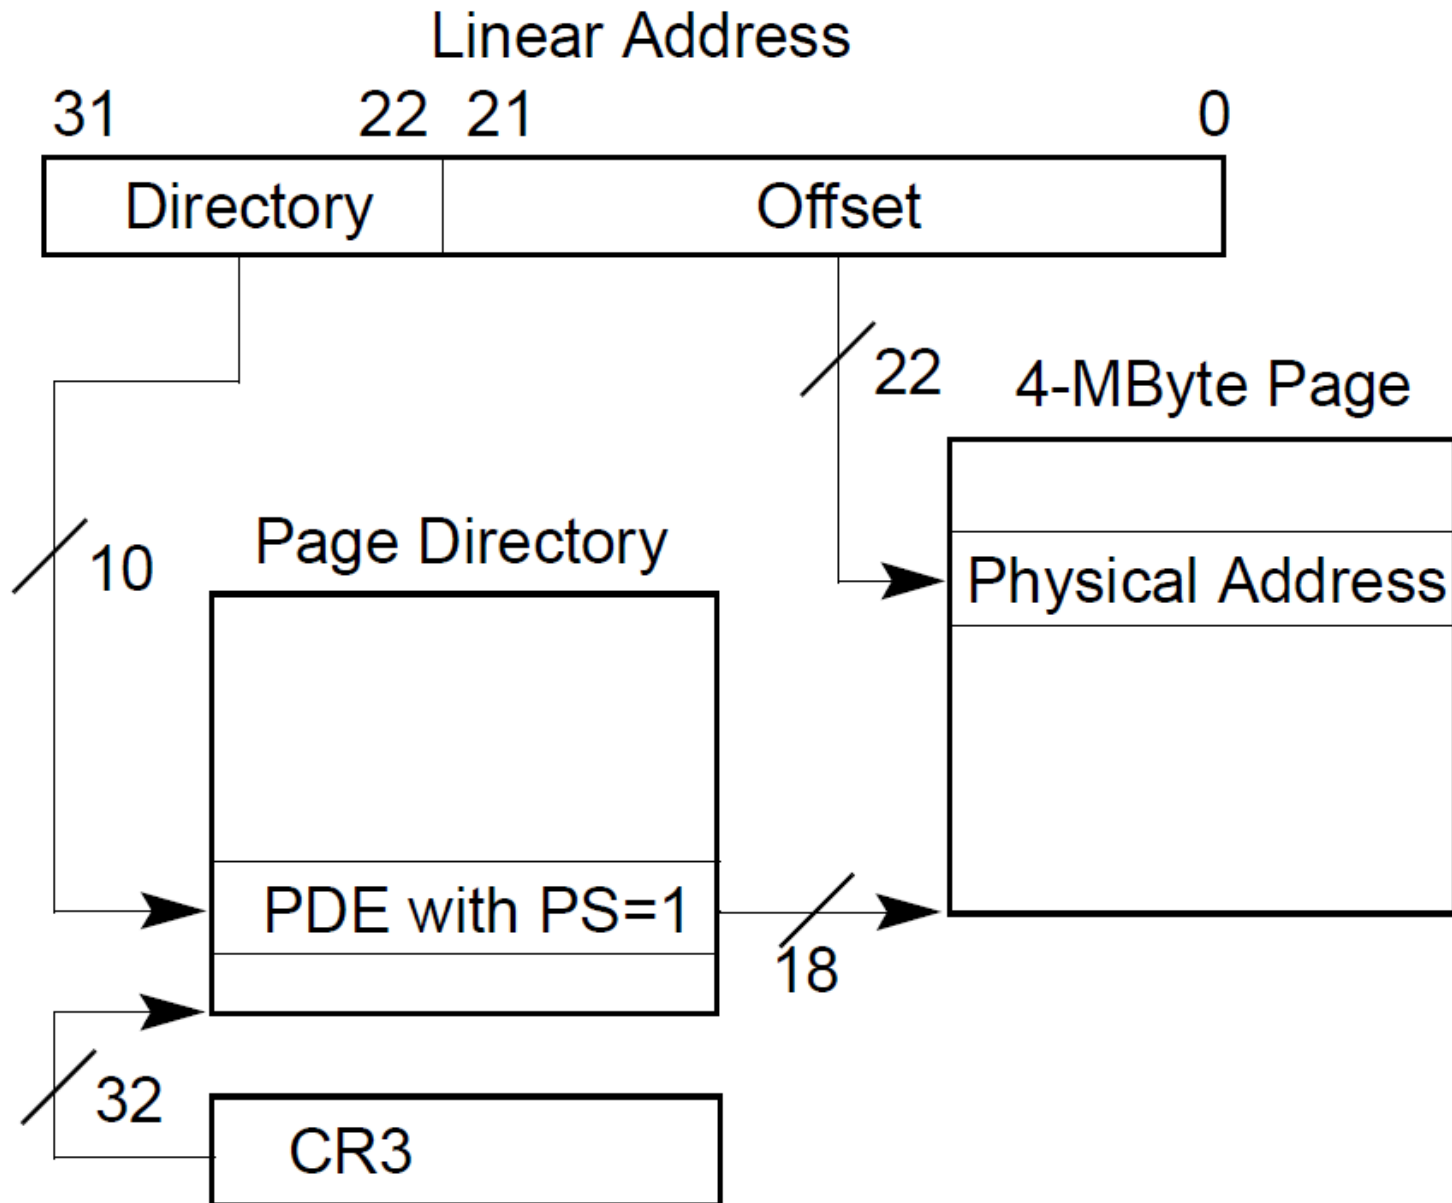 Linear Address
31 22 21 0
Directory Offset
22
4-MByte Page
10
Page Directory
Physical Address
PDE with PS=1
18
32
CR3